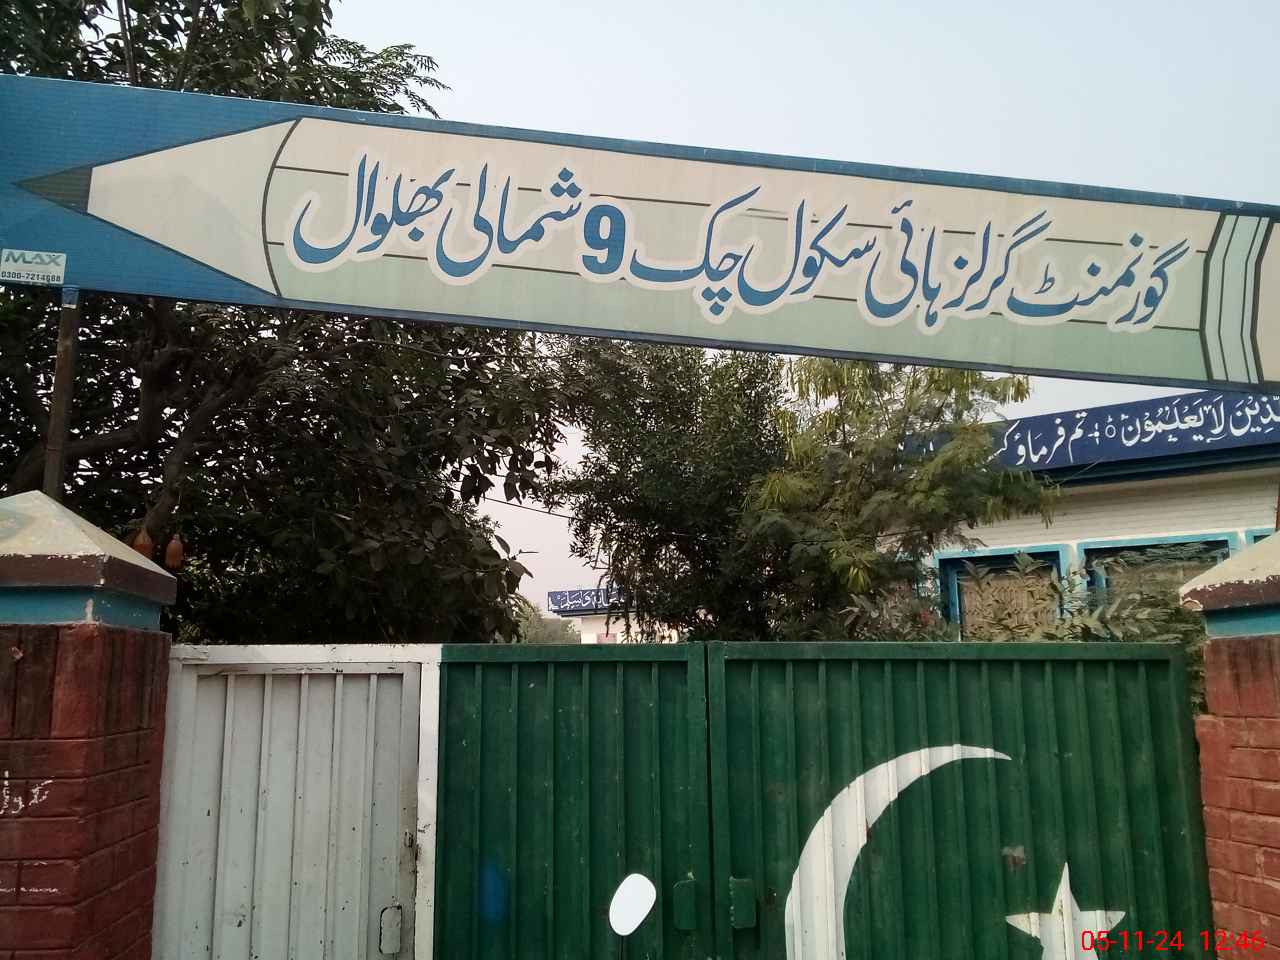 گورنمنٹ گرلز ہائی سکول چک 9 شمالی بھلوال
MAX
0300-7214688
لَا يَعْلَمُوْنَ ؕ تم فرماؤ
05-11-24 12:46